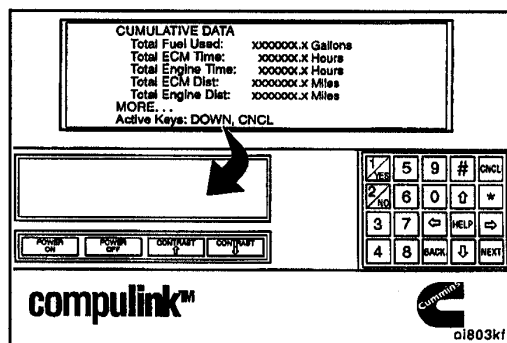 CUMULATIVE DATA
Total Fuel Used: xxxxxxx.x Gallons
Total ECM Time: xxxxxxx.x Hours
Total Engine Time: xxxxxxx.x Hours
Total ECM Dist: xxxxxxx.x Miles
Total Engine Dist: xxxxxxx.x Miles
MORE...
Active Keys: DOWN, CNCL
1/YES 5 9 # CNCL
2/NO 6 0 ⇧ *
3 7 ⇦ HELP ⇨
4 8 BACK ⇩ NEXT
POWER ON POWER OFF CONTRAST ⇧ CONTRAST ⇩
compulink™
Cummins
oi803kf